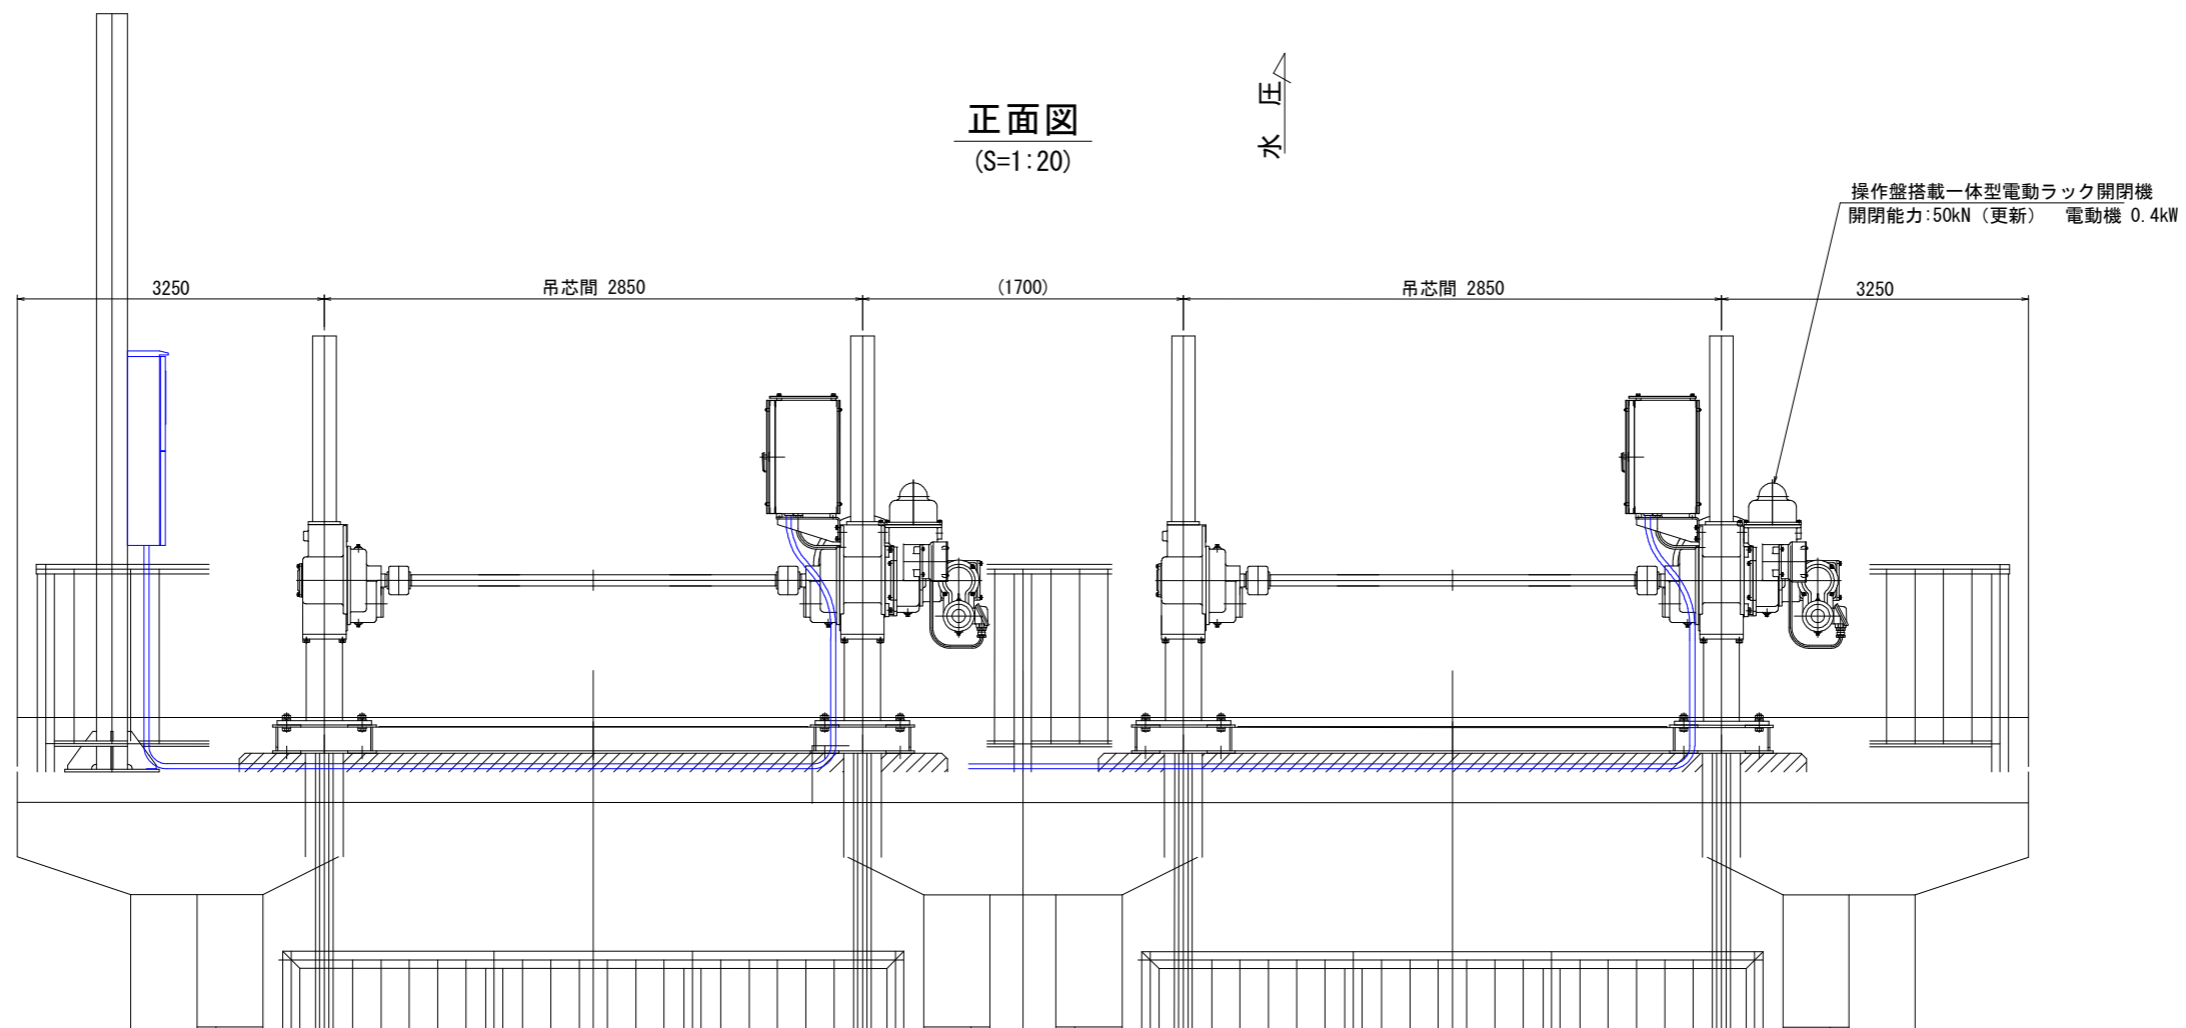 正面図
(S=1:20)
水 圧
操作盤搭載一体型電動ラック開閉機
開閉能力:50kN（更新） 電動機 0.4kW
3250
吊芯間 2850
(1700)
吊芯間 2850
3250